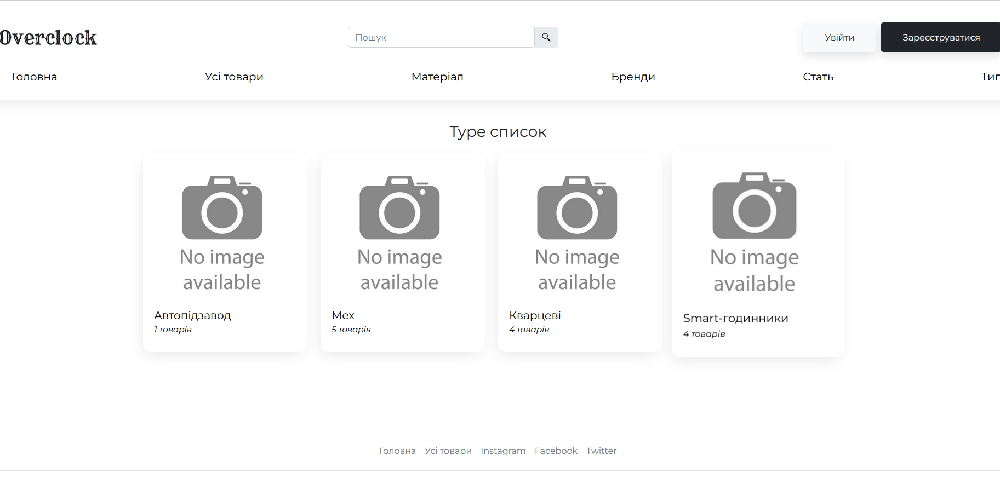 Overclock
Пошук
Увійти
Зареєструватися
Головна
Усі товари
Матеріал
Бренди
Стать
Тип
Type список
No image
available
Автопідзавод
1 товарів
No image
available
Мех
5 товарів
No image
available
Кварцеві
4 товарів
No image
available
Smart-годинники
4 товарів
Головна Усі товари Instagram Facebook Twitter